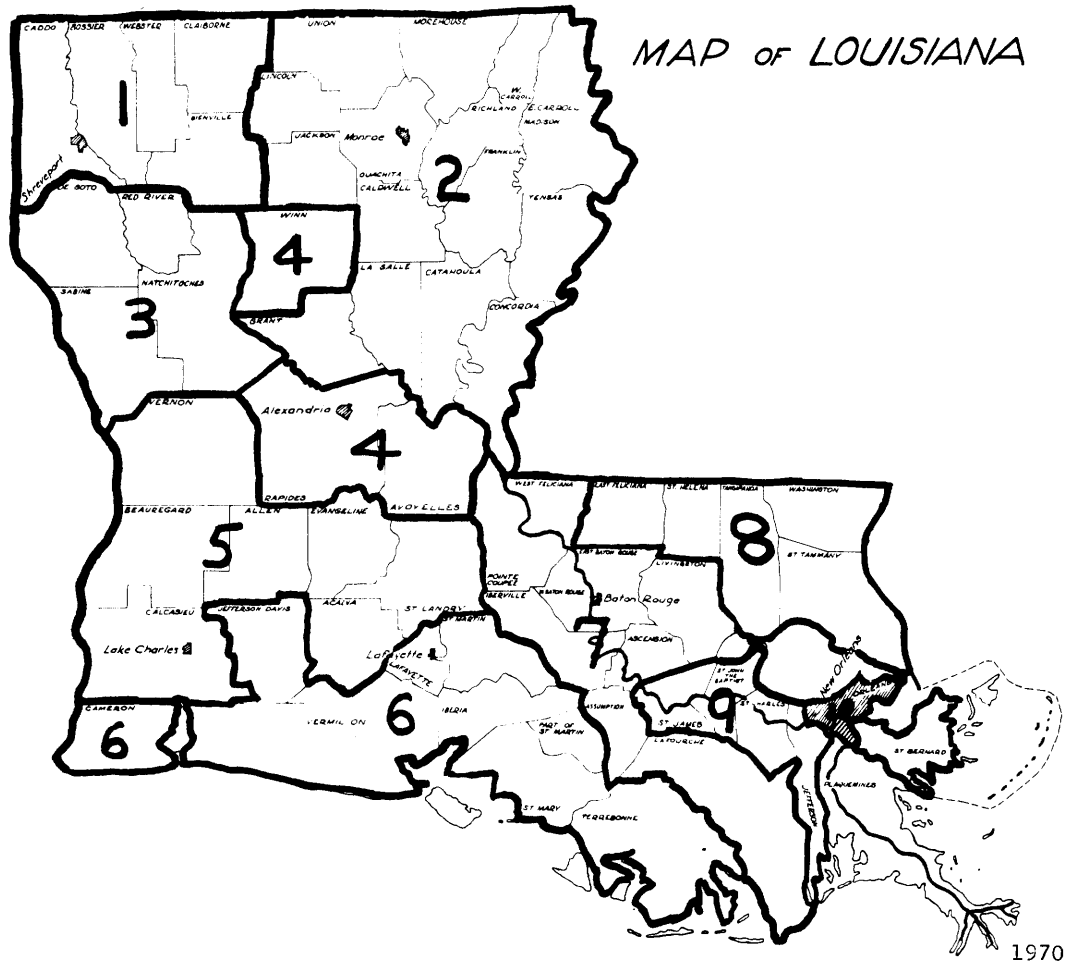 MAP OF LOUISIANA
CADDO
BOSSIER
WEBSTER
CLAIBORNE
UNION
MOREHOUSE
LINCOLN
W. CARROLL
RICHLAND
E. CARROLL
MADISON
1
BIENVILLE
JACKSON
Monroe
FRANKLIN
Shreveport
OUACHITA
CALDWELL
2
DE SOTO
RED RIVER
TENSAS
WINN
4
LA SALLE
CATAHOULA
SABINE
NATCHITOCHES
CONCORDIA
3
GRANT
VERNON
Alexandria
4
RAPIDES
AVOYELLES
WEST FELICIANA
EAST FELICIANA
ST. HELENA
TANGIPAHOA
WASHINGTON
BEAUREGARD
ALLEN
EVANGELINE
8
5
EAST BATON ROUGE
ST TAMMANY
LIVINGSTON
POINTE COUPEE
IBERVILLE
W BATON ROUGE
Baton Rouge
CALCASIEU
JEFFERSON DAVIS
ACALVA
ST LANDRY
ST MARTIN
7
ASCENSION
Lake Charles
Lafayette
LAFAYETTE
ST JOHN THE BAPTIST
New Orleans
CAMERON
6
VERMILION
6
IBERIA
ASSUMPTION
9
ST CHARLES
PART OF ST MARTIN
ST JAMES
LAFOURCHE
ST BERNARD
JEFFERSON
PLAQUEMINES
ST MARY
TERREBONNE
1970